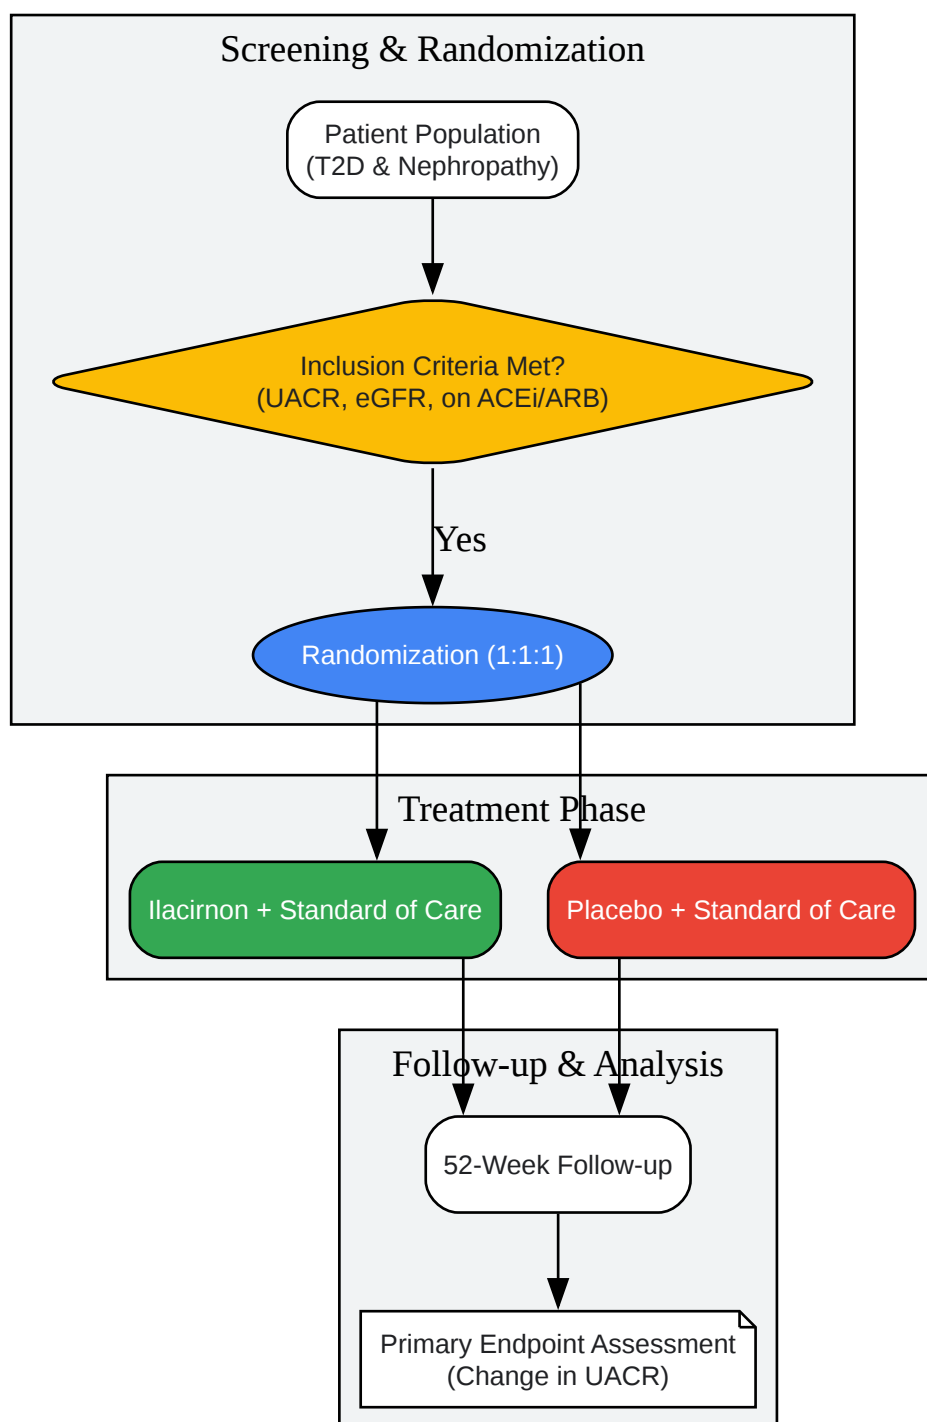 Screening & Randomization
Patient Population
(T2D & Nephropathy)
Inclusion Criteria Met?
(UACR, eGFR, on ACEi/ARB)
Yes
Randomization (1:1:1)
Treatment Phase
Ilacirnon + Standard of Care
Placebo + Standard of Care
Follow-up & Analysis
52-Week Follow-up
Primary Endpoint Assessment
(Change in UACR)